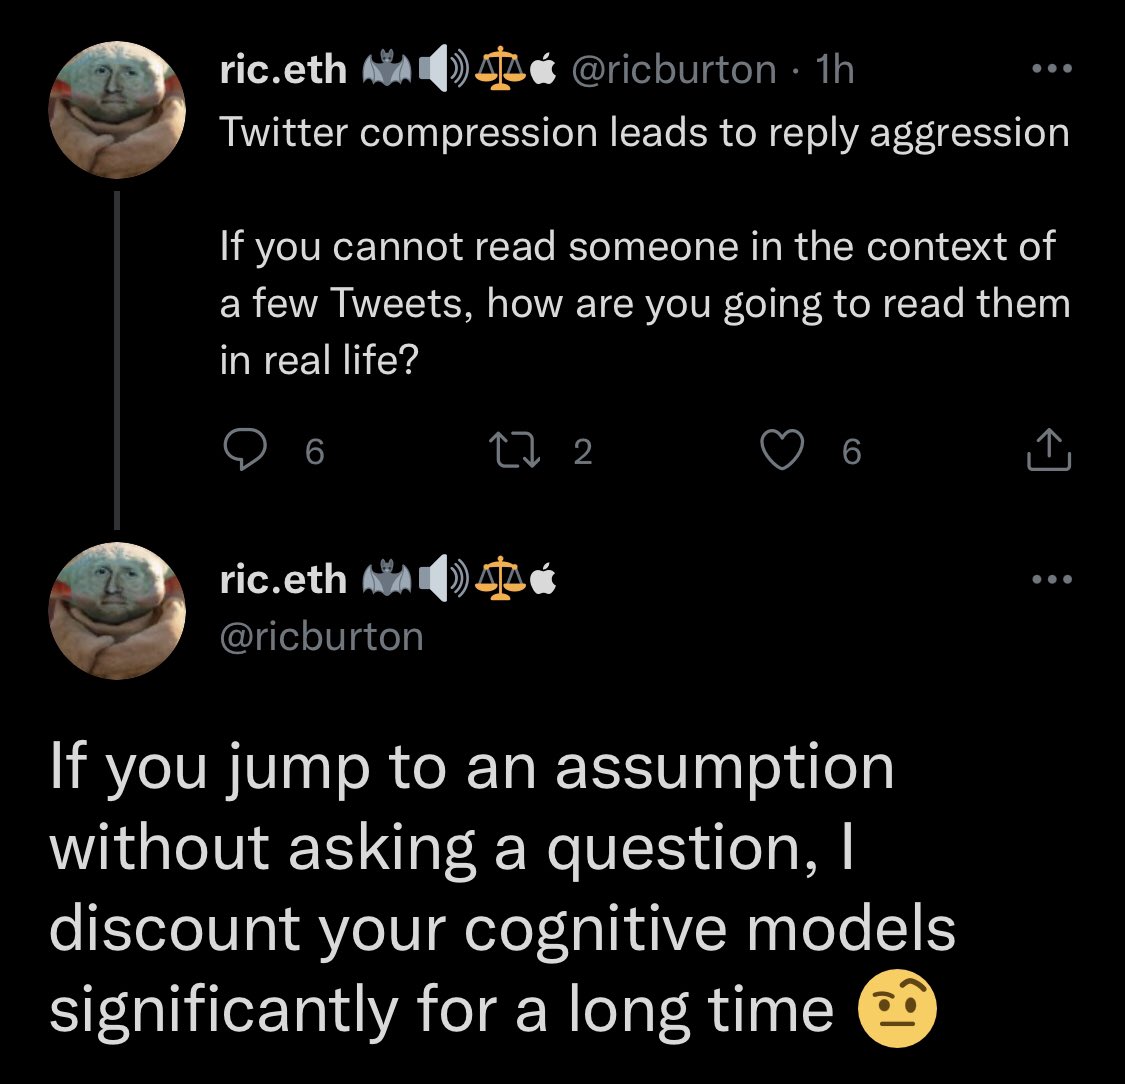 ric.eth 🦇🔊⚖️ @ricburton · 1h
Twitter compression leads to reply aggression
If you cannot read someone in the context of
a few Tweets, how are you going to read them
in real life?
6 2 6
ric.eth 🦇🔊⚖️
@ricburton
If you jump to an assumption
without asking a question, I
discount your cognitive models
significantly for a long time 🤨